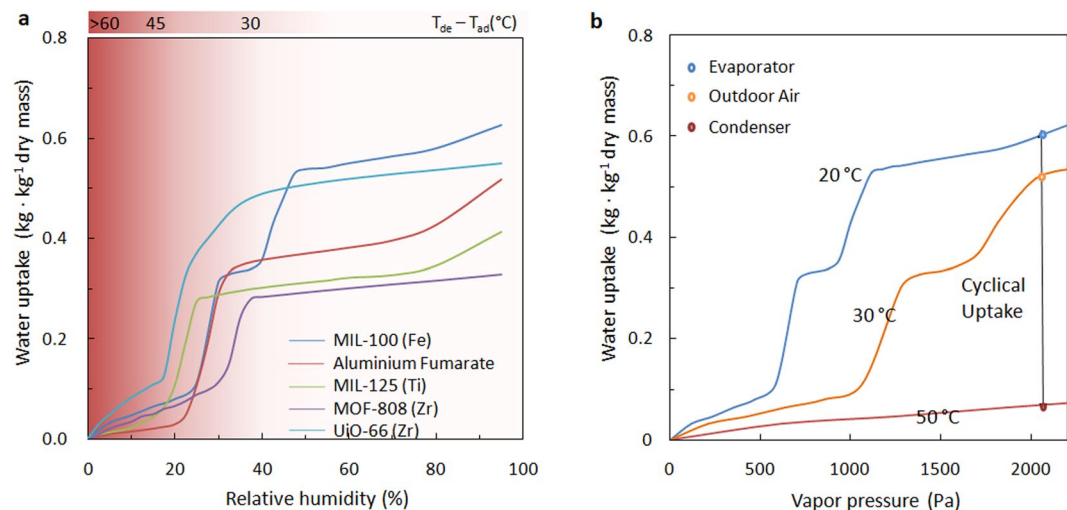 a
>60 45 30 T_de – T_ad(°C)
Water uptake (kg · kg⁻¹ dry mass)
0.8
0.6
0.4
0.2
0.0
MIL-100 (Fe)
Aluminium Fumarate
MIL-125 (Ti)
MOF-808 (Zr)
UiO-66 (Zr)
0 20 40 60 80 100
Relative humidity (%)
b
Water uptake (kg · kg⁻¹ dry mass)
0.8
0.6
0.4
0.2
0
Evaporator
Outdoor Air
Condenser
20 °C
30 °C
50 °C
Cyclical
Uptake
0 500 1000 1500 2000
Vapor pressure (Pa)